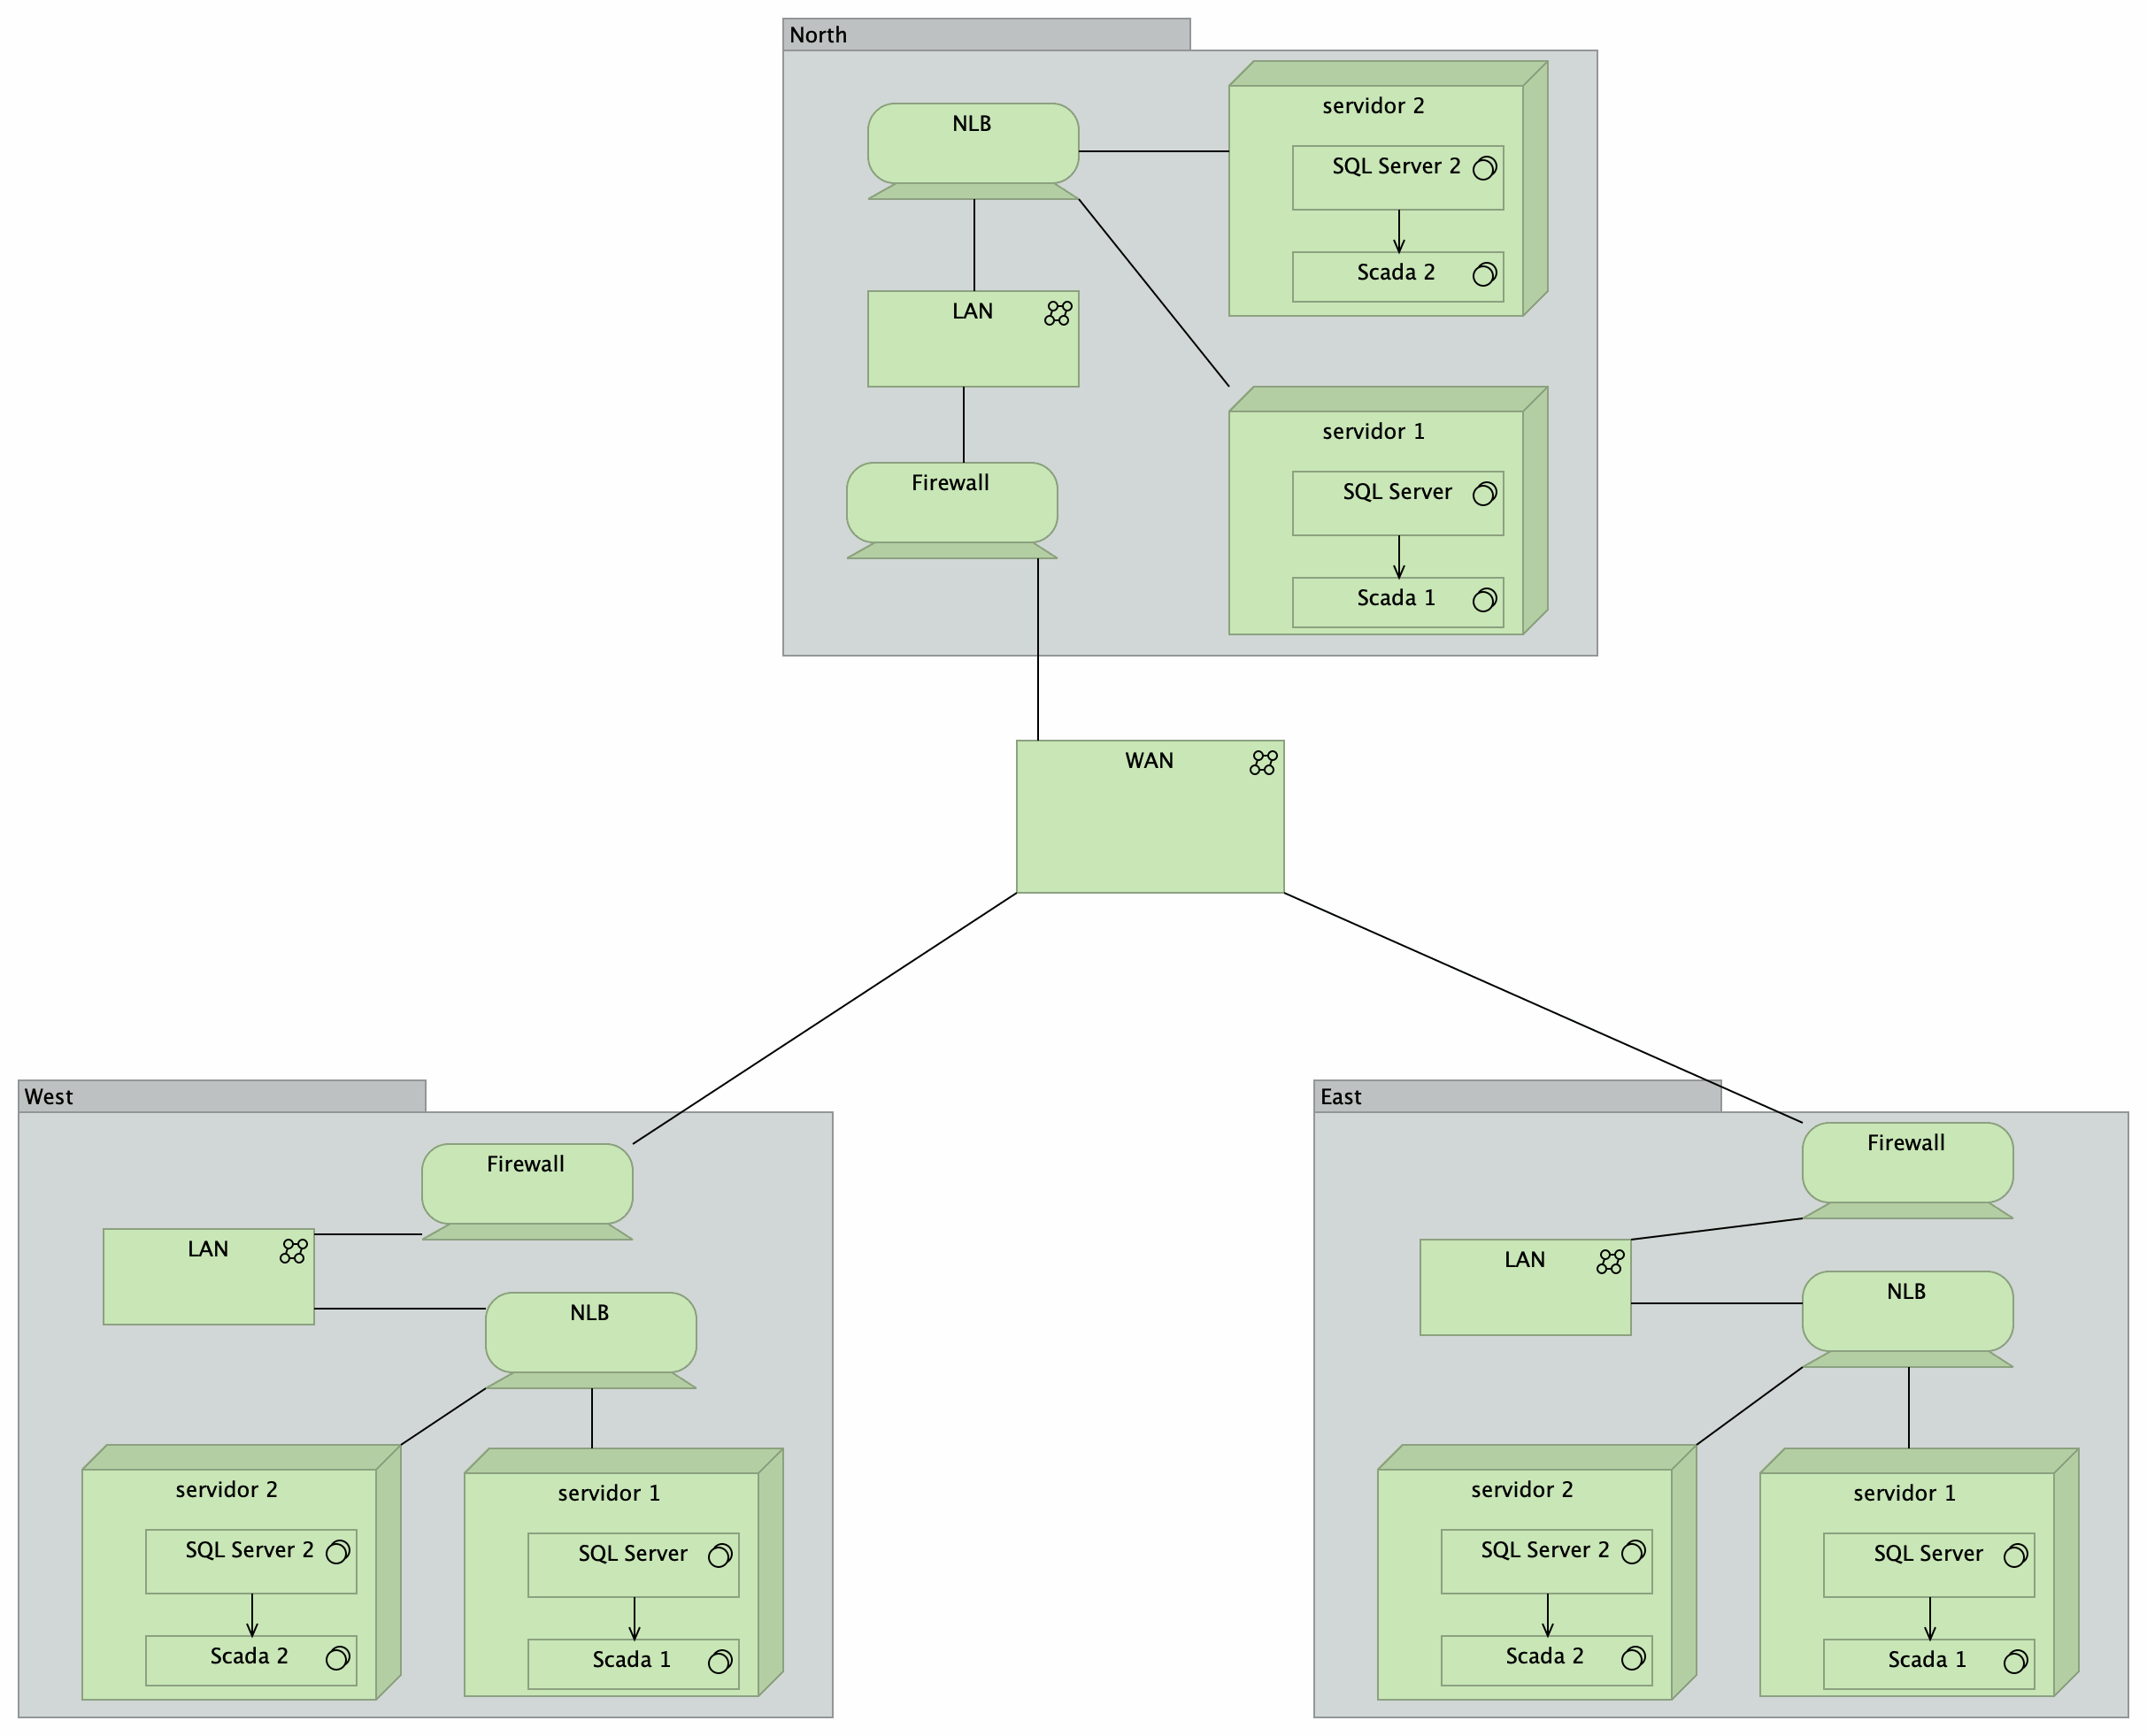 North
NLB
servidor 2
SQL Server 2
Scada 2
LAN
servidor 1
Firewall
SQL Server
Scada 1
WAN
West
Firewall
LAN
NLB
servidor 2
servidor 1
SQL Server 2
SQL Server
Scada 2
Scada 1
East
Firewall
LAN
NLB
servidor 2
servidor 1
SQL Server 2
SQL Server
Scada 2
Scada 1